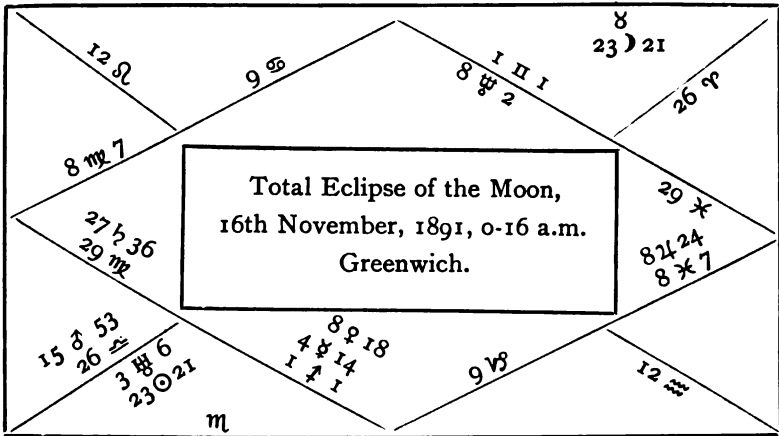 ♉
23 ☽ 21
12 ♌
9 ♋
1 ♊ 1
8 ♆ 2
26 ♈
8 ♍ 7
Total Eclipse of the Moon,
16th November, 1891, 0-16 a.m.
Greenwich.
29 ♓
27 ♄ 36
29 ♍
8 ♃ 24
8 ♓ 7
15 ♂ 53
26 ♎
3 ♅ 6
23 ☉ 21
♏
8 ♀ 18
4 ☿ 14
1 ♐ 1
9 ♑
12 ♒